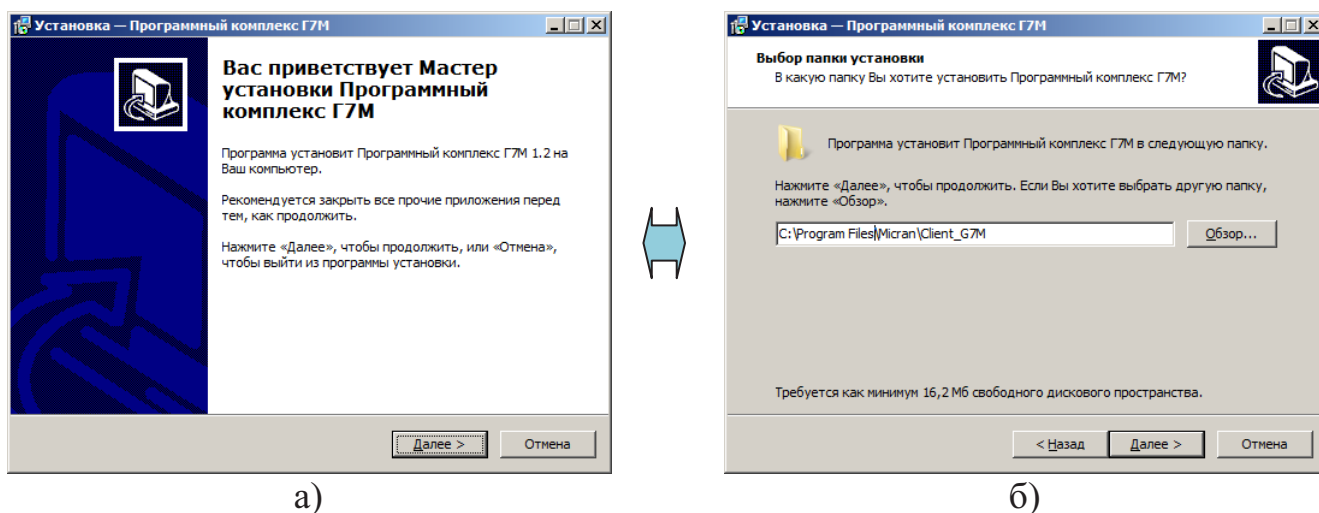 Установка — Программный комплекс Г7М
Вас приветствует Мастер
установки Программный
комплекс Г7М
Программа установит Программный комплекс Г7М 1.2 на
Ваш компьютер.
Рекомендуется закрыть все прочие приложения перед
тем, как продолжить.
Нажмите «Далее», чтобы продолжить, или «Отмена»,
чтобы выйти из программы установки.
Далее >
Отмена
а)
Установка — Программный комплекс Г7М
Выбор папки установки
В какую папку Вы хотите установить Программный комплекс Г7М?
Программа установит Программный комплекс Г7М в следующую папку.
Нажмите «Далее», чтобы продолжить. Если Вы хотите выбрать другую папку,
нажмите «Обзор».
C:\Program Files\Micran\Client_G7M
Обзор...
Требуется как минимум 16,2 Мб свободного дискового пространства.
< Назад
Далее >
Отмена
б)